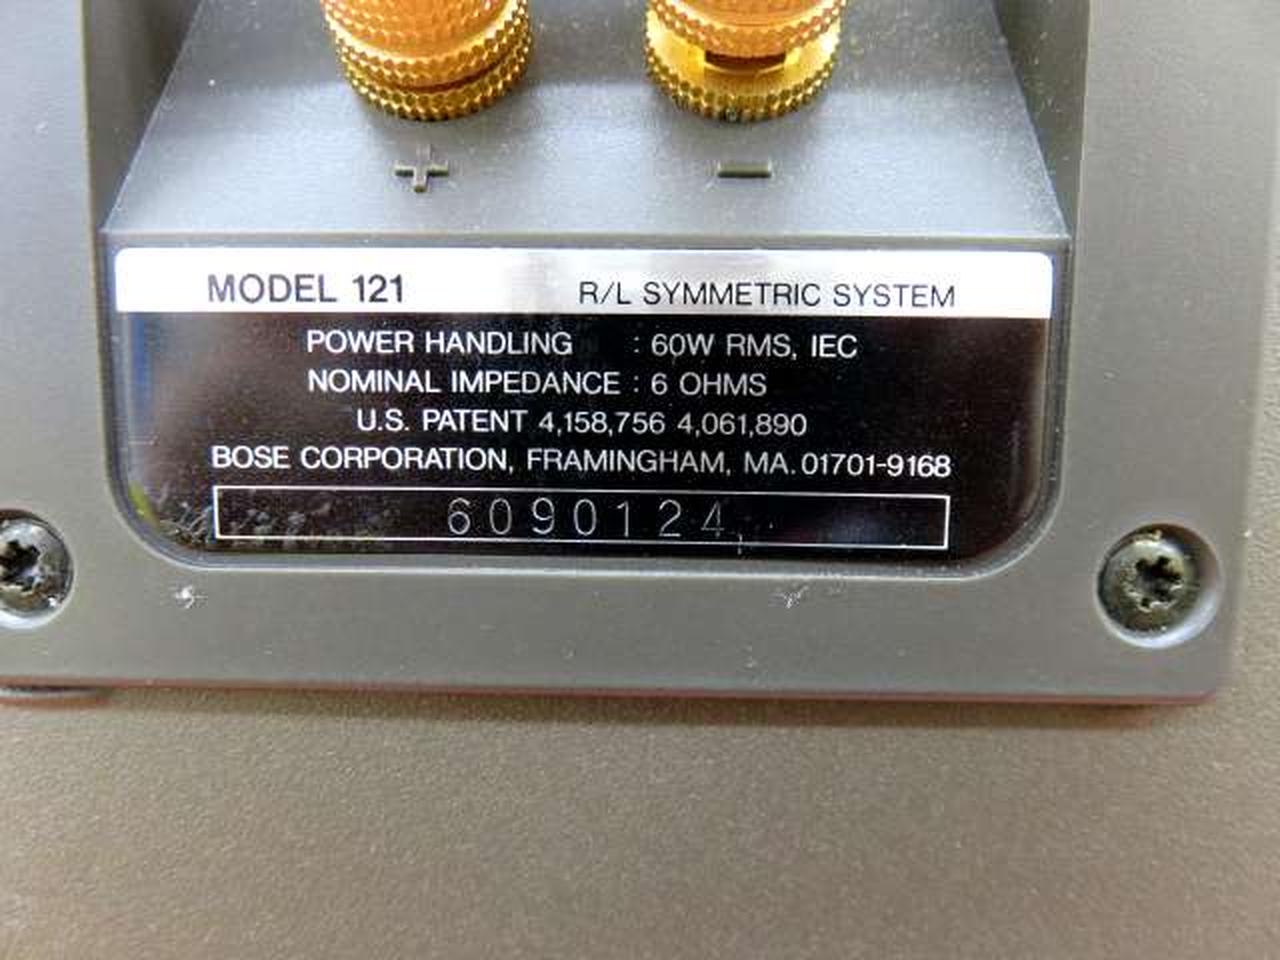 + −
MODEL 121 R/L SYMMETRIC SYSTEM
POWER HANDLING : 60W RMS, IEC
NOMINAL IMPEDANCE : 6 OHMS
U.S. PATENT 4,158,756 4,061,890
BOSE CORPORATION, FRAMINGHAM, MA. 01701-9168
6090124